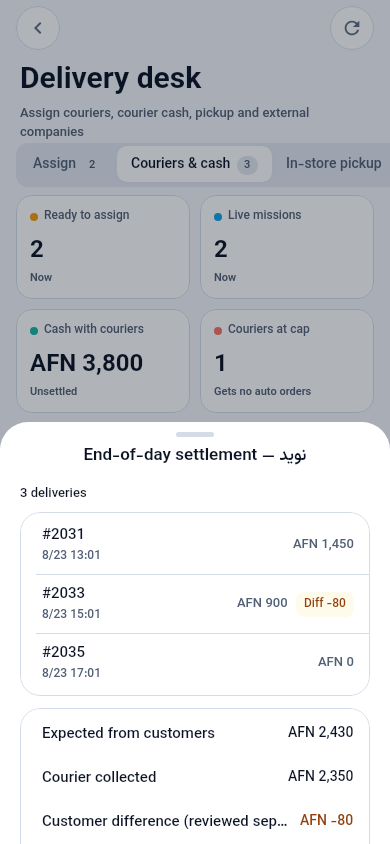 Delivery desk
Assign couriers, courier cash, pickup and external
companies
Assign 2 Couriers & cash 3 In-store pickup
Ready to assign
2
Now
Live missions
2
Now
Cash with couriers
AFN 3,800
Unsettled
Couriers at cap
1
Gets no auto orders
End-of-day settlement — نوید
3 deliveries
#2031
8/23 13:01
AFN 1,450
#2033
8/23 15:01
AFN 900 Diff -80
#2035
8/23 17:01
AFN 0
Expected from customers AFN 2,430
Courier collected AFN 2,350
Customer difference (reviewed sep... AFN -80